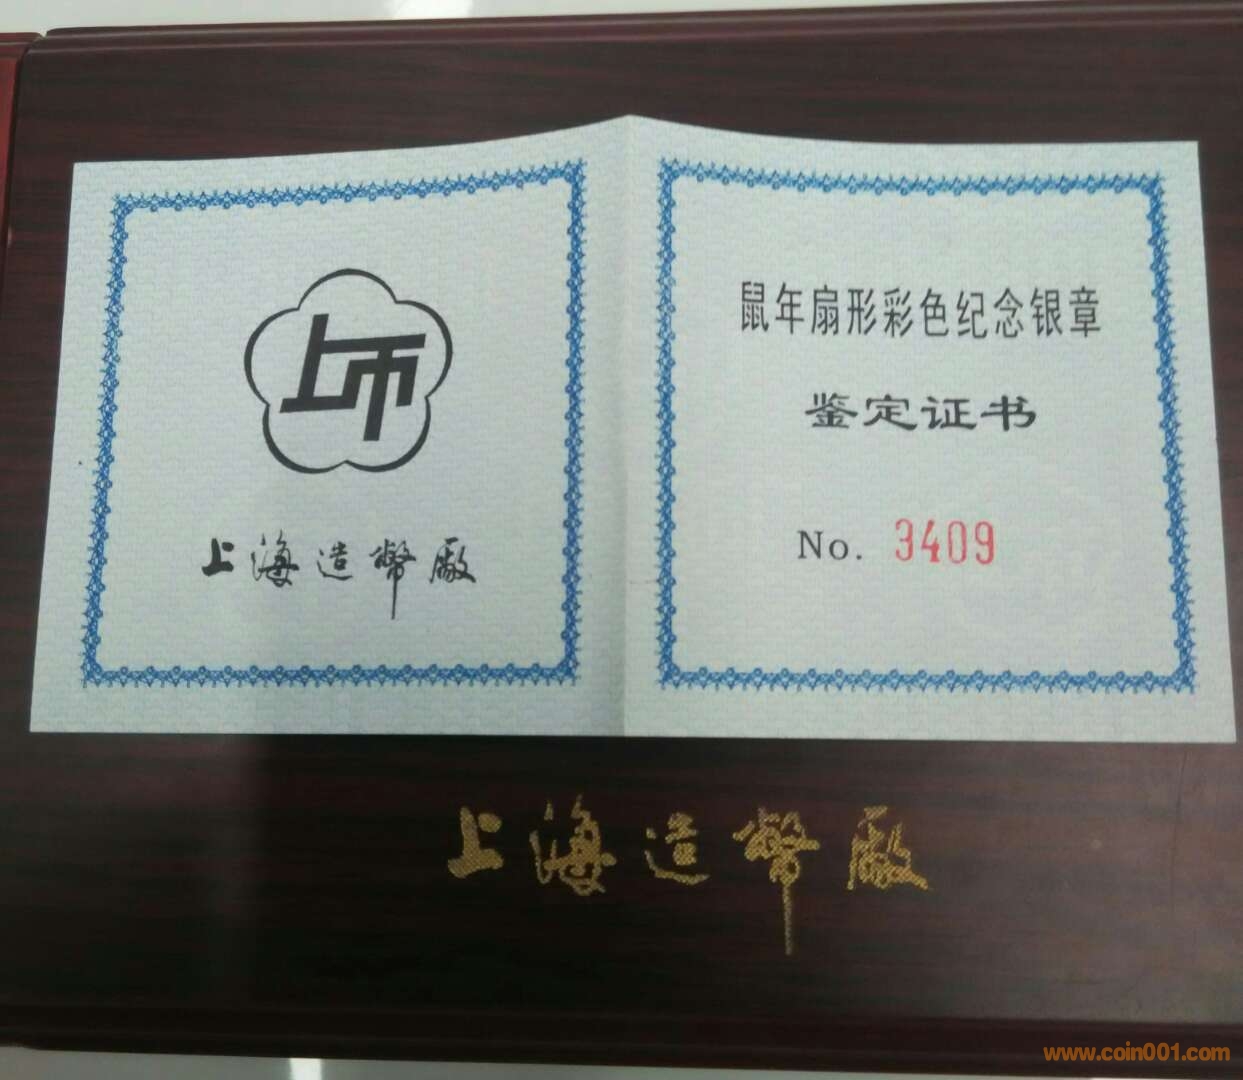 上币
上海造幣廠
鼠年扇形彩色纪念银章
鉴定证书
No. 3409
上海造幣廠
www.coin001.com